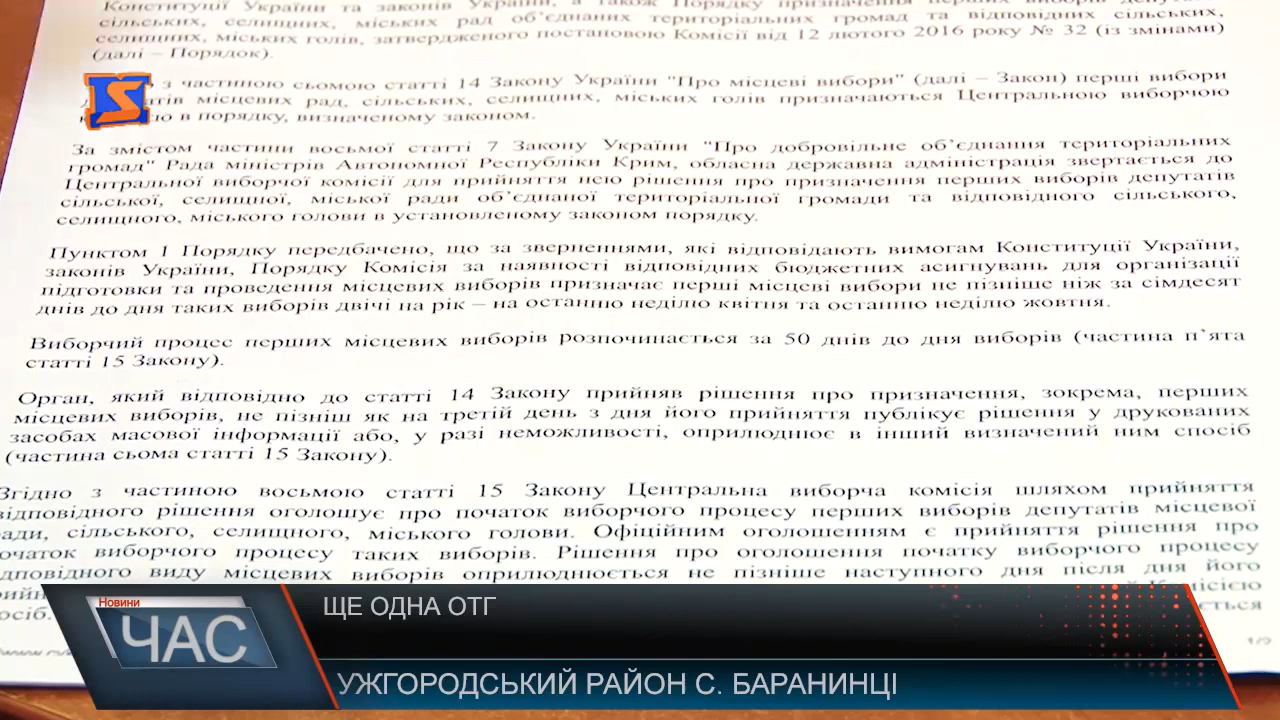 Конституції України та законів України, а також Порядку призначення перших виборів
сільських, селищних, міських рад об’єднаних територіальних громад та відповідних сільських,
селищних, міських голів, затвердженого постановою Комісії від 12 лютого 2016 року № 32 (із змінами)
(далі – Порядок).
з частиною сьомою статті 14 Закону України "Про місцеві вибори" (далі – Закон) перші вибори
місцевих рад, сільських, селищних, міських голів призначаються Центральною виборчою
в порядку, визначеному законом.
За змістом частини восьмої статті 7 Закону України "Про добровільне об’єднання територіальних
громад" Рада міністрів Автономної Республіки Крим, обласна державна адміністрація звертається до
Центральної виборчої комісії для прийняття нею рішення про призначення перших виборів депутатів
сільської, селищної, міської ради об’єднаної територіальної громади та відповідного сільського,
селищного, міського голови в установленому законом порядку.
Пунктом 1 Порядку передбачено, що за зверненнями, які відповідають вимогам Конституції України,
законів України, Порядку Комісія за наявності відповідних бюджетних асигнувань для організації
підготовки та проведення місцевих виборів призначає перші місцеві вибори не пізніше ніж за сімдесят
днів до дня таких виборів двічі на рік – на останню неділю квітня та останню неділю жовтня.
Виборчий процес перших місцевих виборів розпочинається за 50 днів до дня виборів (частина п’ята
статті 15 Закону).
Орган, який відповідно до статті 14 Закону прийняв рішення про призначення, зокрема, перших
місцевих виборів, не пізніш як на третій день з дня його прийняття публікує рішення у друкованих
засобах масової інформації або, у разі неможливості, оприлюднює в інший визначений ним спосіб
(частина сьома статті 15 Закону).
Згідно з частиною восьмою статті 15 Закону Центральна виборча комісія шляхом прийняття
відповідного рішення оголошує про початок виборчого процесу перших виборів депутатів місцевої
ради, сільського, селищного, міського голови. Офіційним оголошенням є прийняття рішення про
початок виборчого процесу таких виборів. Рішення про оголошення початку виборчого процесу
відповідного виду місцевих виборів оприлюднюється не пізніше наступного дня після дня його
Комісією
1/9
Новини
ЧАС
ЩЕ ОДНА ОТГ
УЖГОРОДСЬКИЙ РАЙОН С. БАРАНИНЦІ